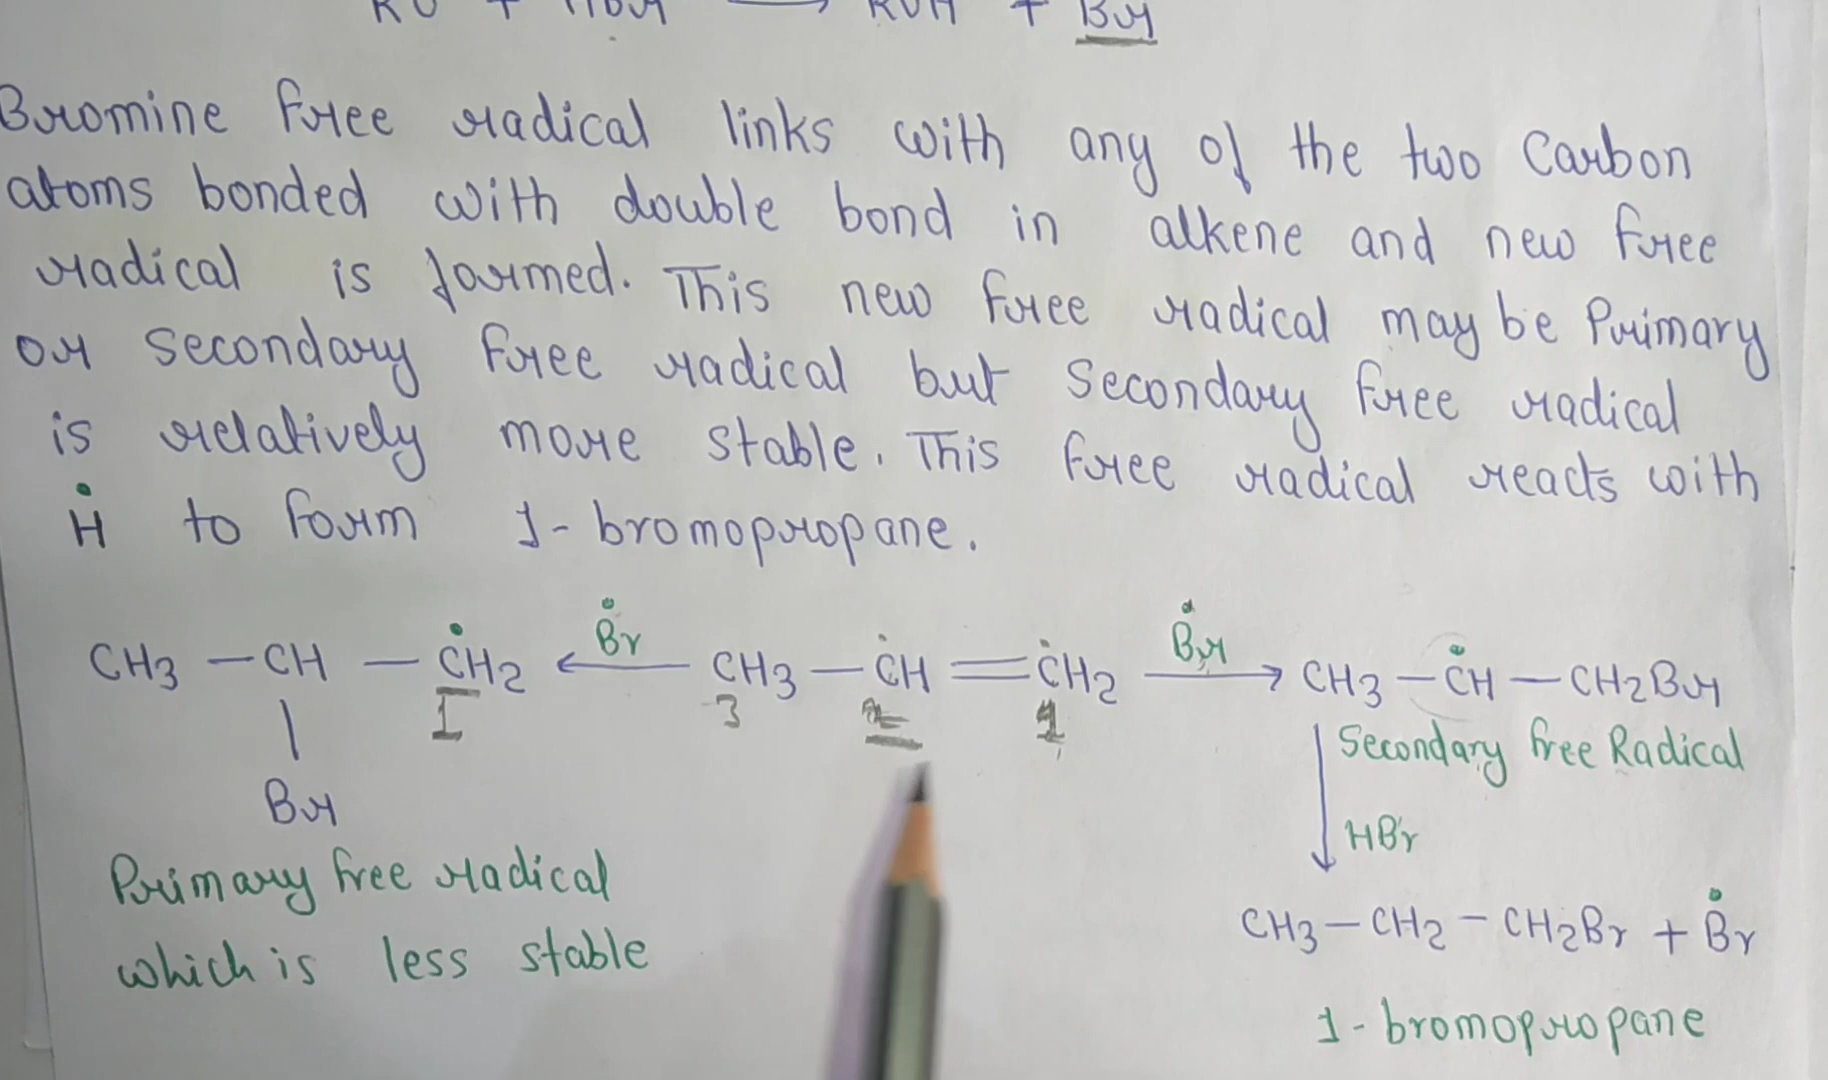 RO + HBr → ROH + Br
Bromine free radical links with any of the two Carbon
atoms bonded with double bond in alkene and new free
radical is formed. This new free radical may be Primary
or secondary free radical but Secondary free radical
is relatively more stable. This free radical reacts with
Ḣ to form 1-bromopropane.
CH3 — CH — ĊH2 ← Ḃr CH3 — ĊH = ĊH2 Ḃr → CH3 — ĊH — CH2Br
I 3 2 1
Secondary free Radical
Br
HBr
Primary free radical
which is less stable
CH3 — CH2 — CH2Br + Ḃr
1-bromopropane